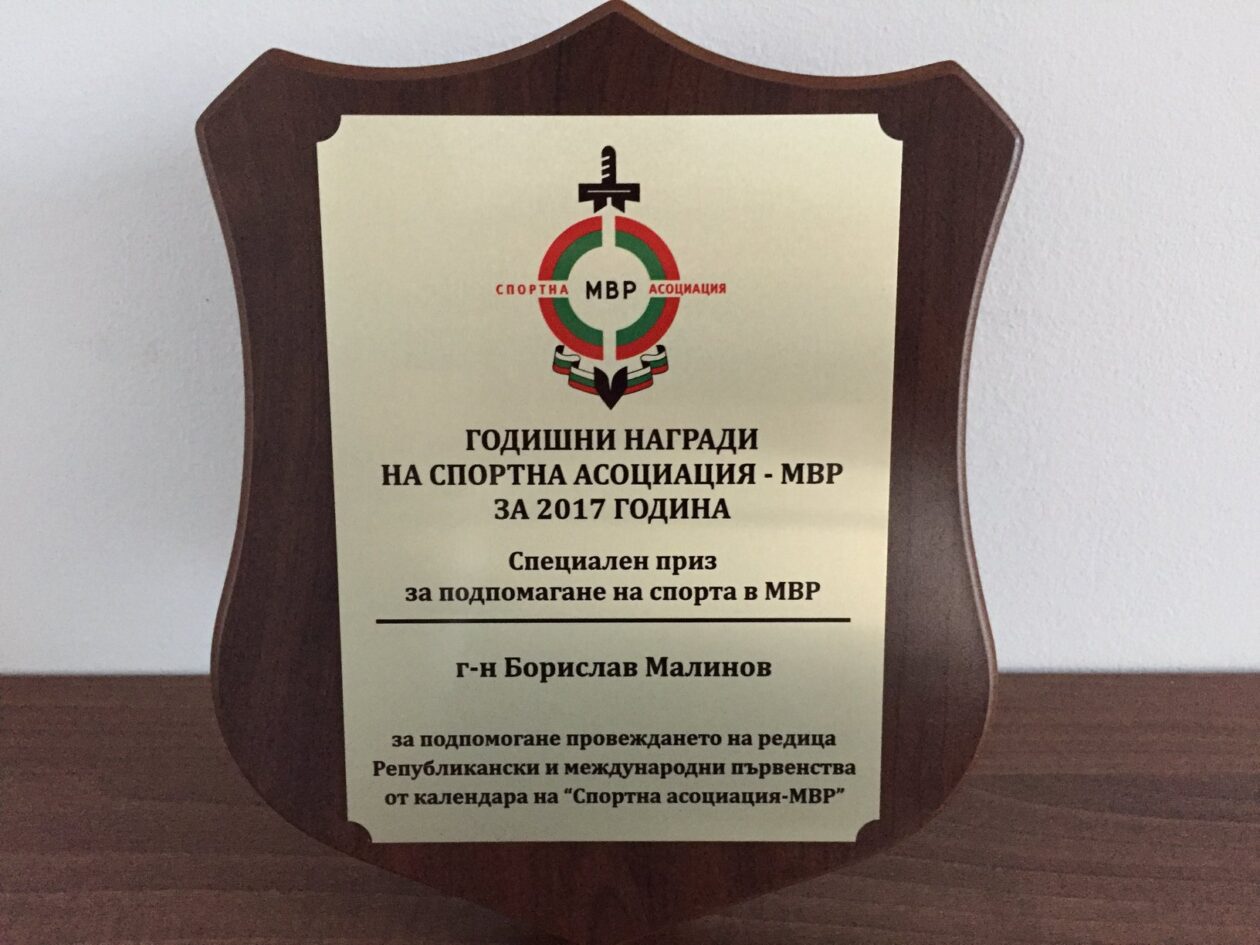 СПОРТНА МВР АСОЦИАЦИЯ
ГОДИШНИ НАГРАДИ
НА СПОРТНА АСОЦИАЦИЯ - МВР
ЗА 2017 ГОДИНА
Специален приз
за подпомагане на спорта в МВР
г-н Борислав Малинов
за подпомогане провеждането на редица
Републикански и международни първенства
от календара на “Спортна асоциация-МВР”